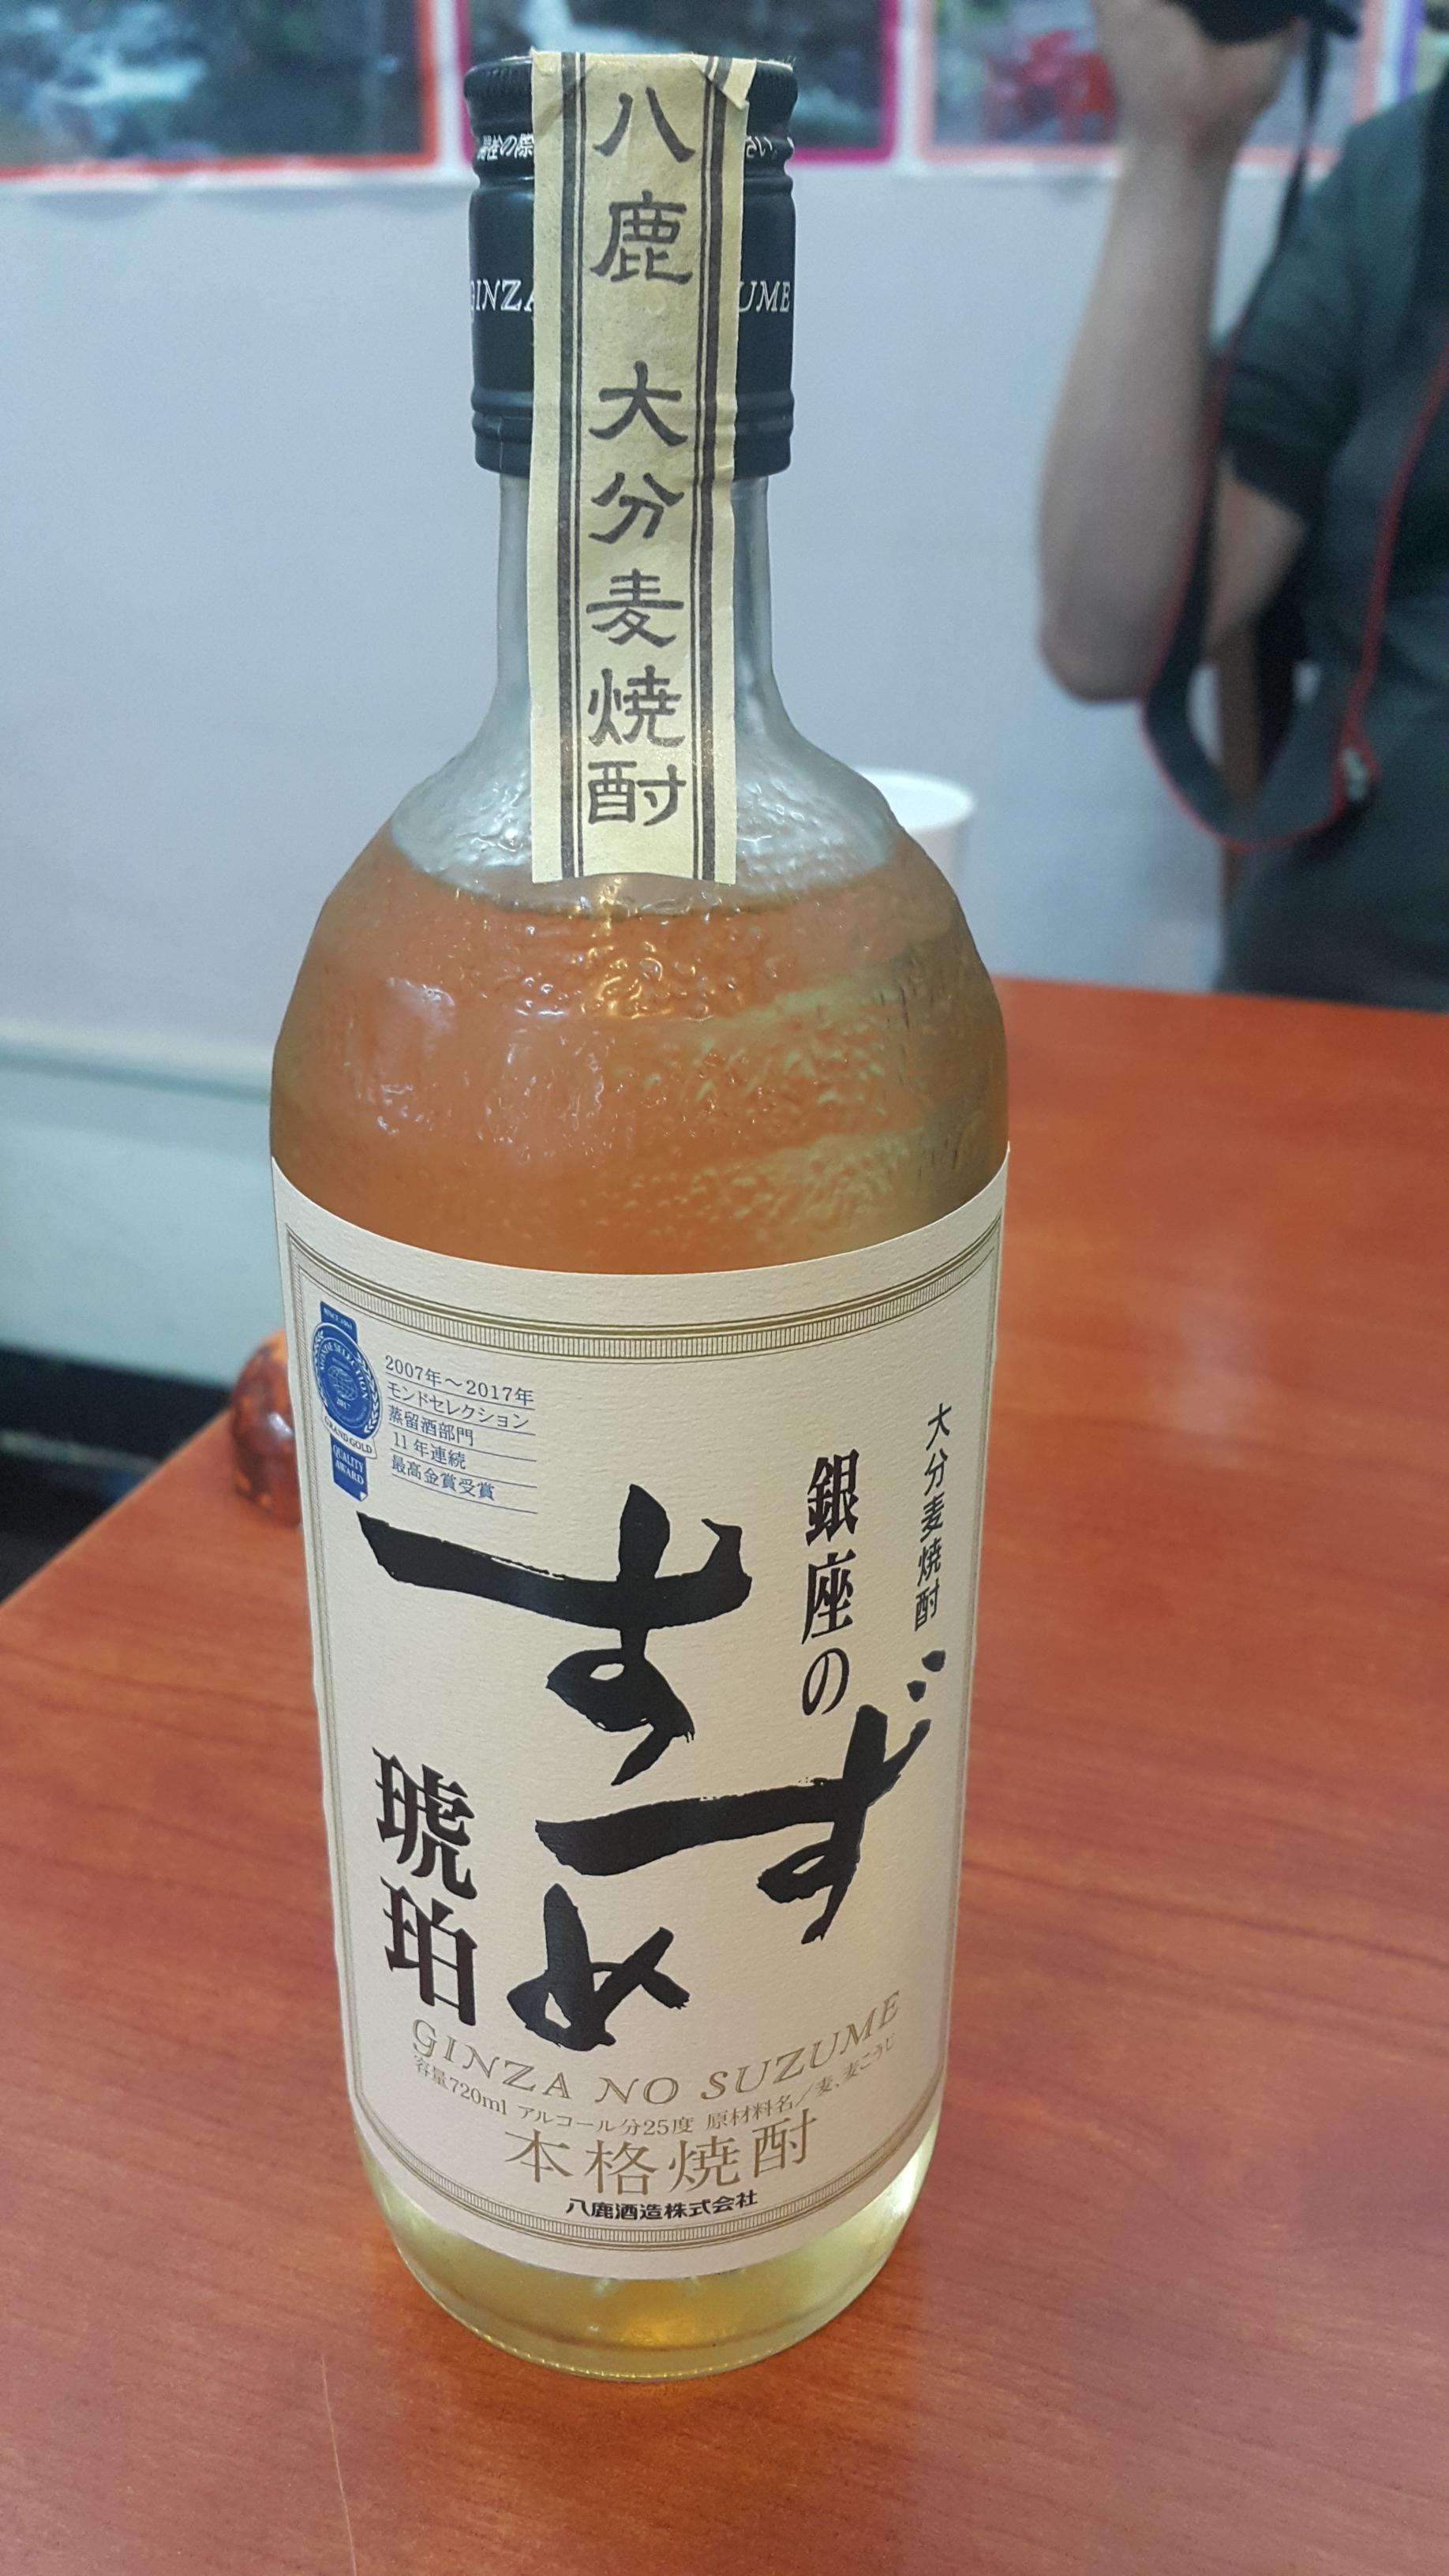 八鹿 大分麦焼酎
GINZA
UME
2007年～2017年
モンドセレクション
蒸留酒部門
11年連続
最高金賞受賞
GRAND GOLD
QUALITY
AWARD
大分麦焼酎
銀座の
すずめ
琥珀
GINZA NO SUZUME
容量720ml アルコール分25度 原材料名／麦、麦こうじ
本格焼酎
八鹿酒造株式会社